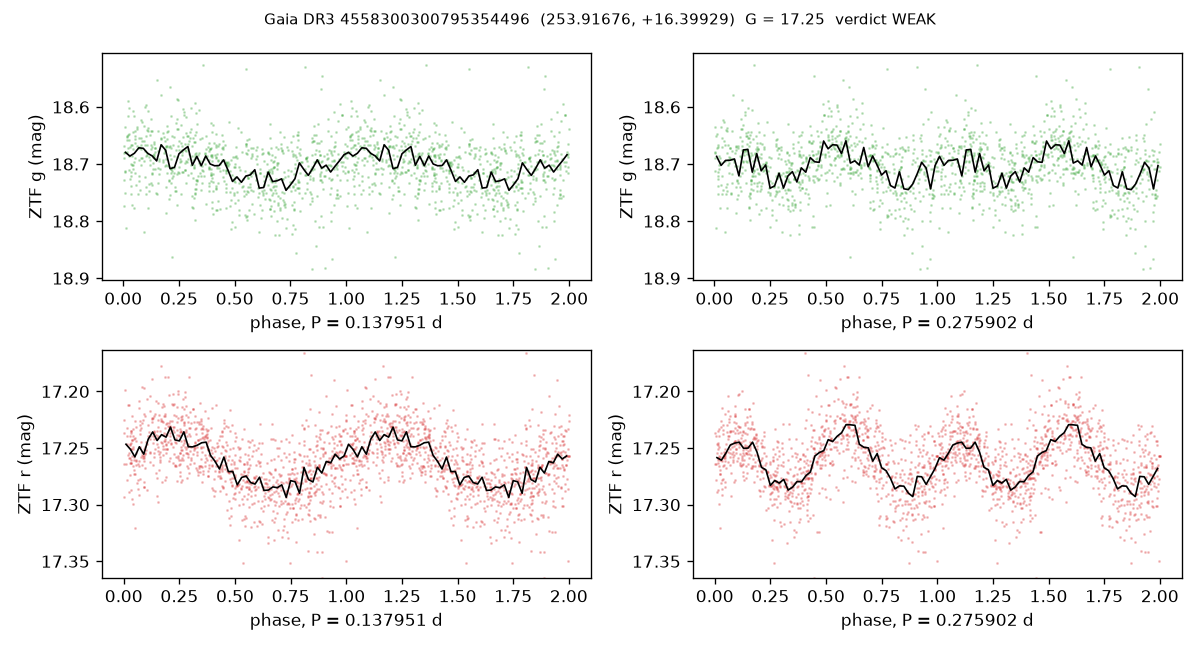 Gaia DR3 4558300300795354496 (253.91676, +16.39929) G = 17.25 verdict WEAK
ZTF g (mag)
18.6
18.7
18.8
18.9
0.00 0.25 0.50 0.75 1.00 1.25 1.50 1.75 2.00
phase, P = 0.137951 d
ZTF g (mag)
18.6
18.7
18.8
18.9
0.00 0.25 0.50 0.75 1.00 1.25 1.50 1.75 2.00
phase, P = 0.275902 d
ZTF r (mag)
17.20
17.25
17.30
17.35
0.00 0.25 0.50 0.75 1.00 1.25 1.50 1.75 2.00
phase, P = 0.137951 d
ZTF r (mag)
17.20
17.25
17.30
17.35
0.00 0.25 0.50 0.75 1.00 1.25 1.50 1.75 2.00
phase, P = 0.275902 d